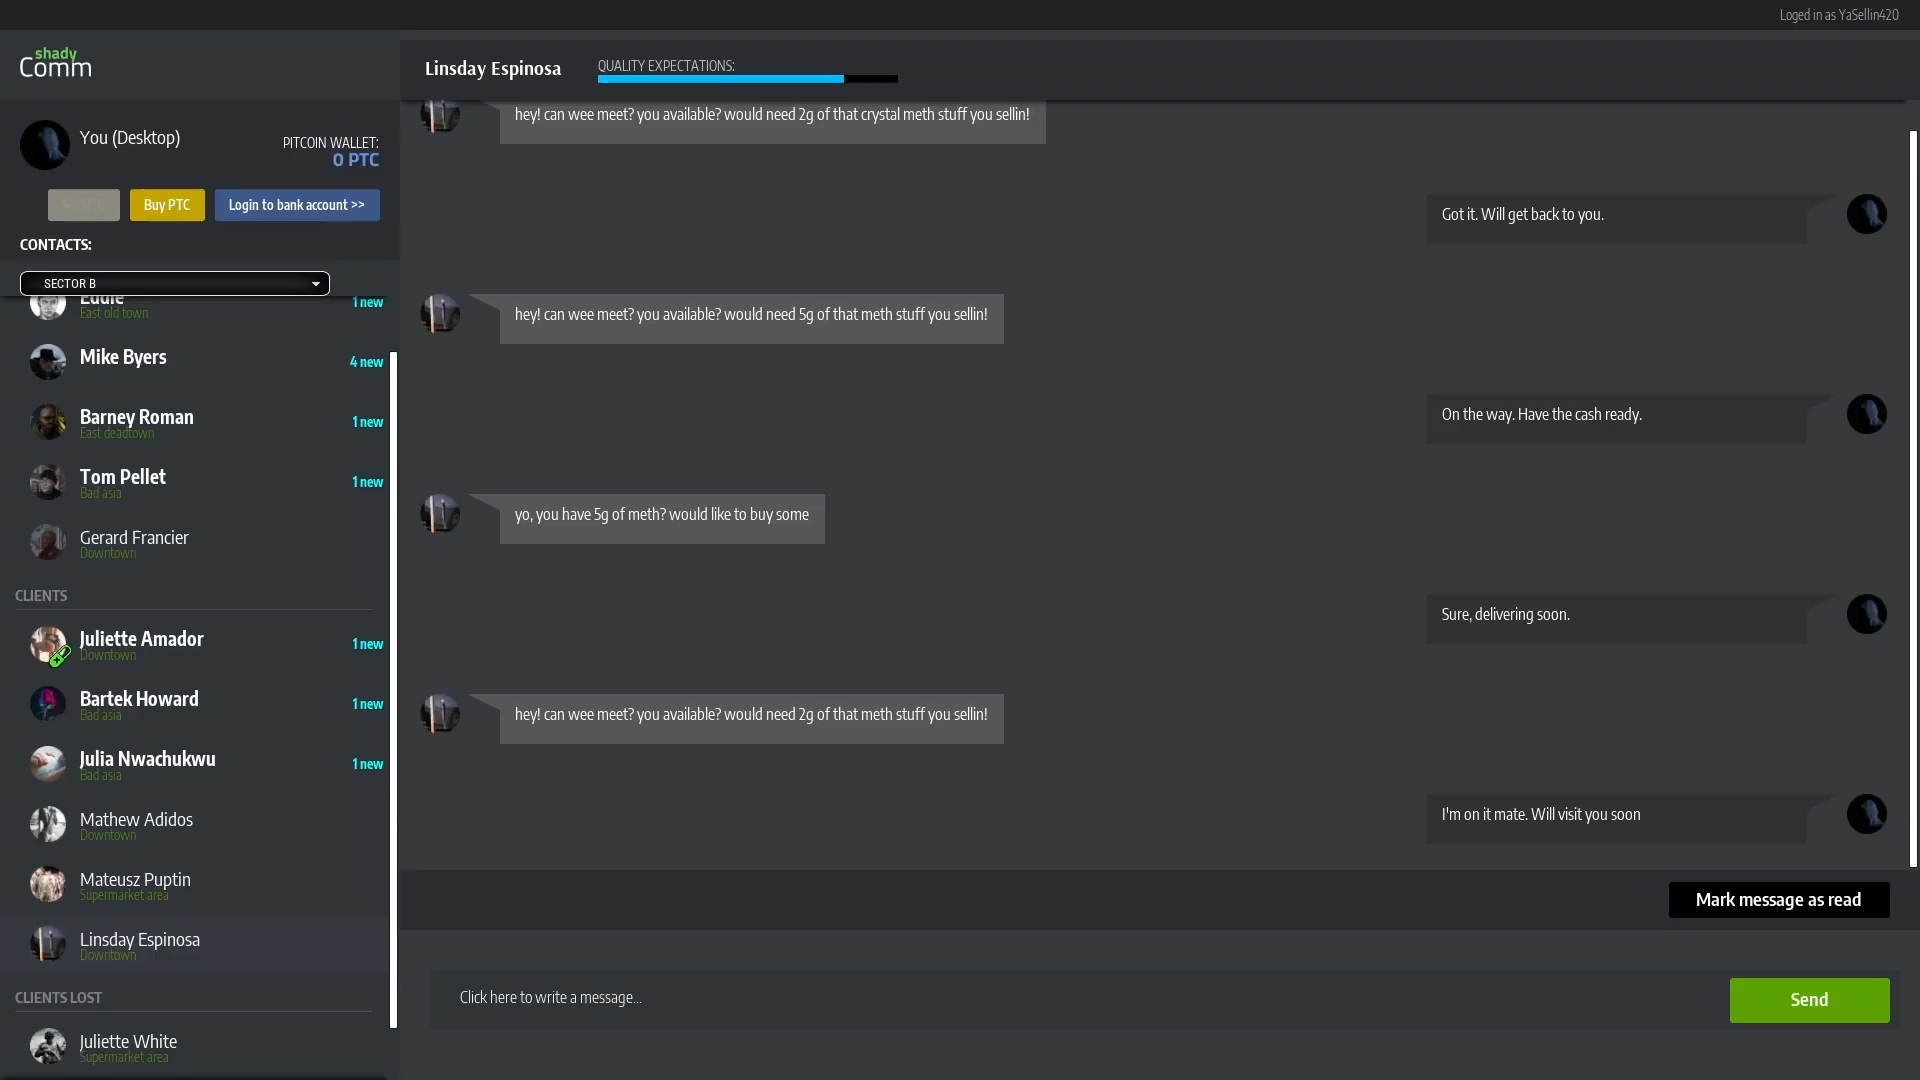 Loged in as YaSellin420
shady
Comm
Linsday Espinosa
QUALITY EXPECTATIONS:
You (Desktop)
PITCOIN WALLET:
0 PTC
Buy PTC
Login to bank account >>
CONTACTS:
SECTOR B
Eddie
East old town
1 new
Mike Byers
4 new
Barney Roman
East deadtown
1 new
Tom Pellet
Bad asia
1 new
Gerard Francier
Downtown
CLIENTS
Juliette Amador
Downtown
1 new
Bartek Howard
Bad asia
1 new
Julia Nwachukwu
Bad asia
1 new
Mathew Adidos
Downtown
Mateusz Puptin
Supermarket area
Linsday Espinosa
Downtown
CLIENTS LOST
Juliette White
Supermarket area
hey! can wee meet? you available? would need 2g of that crystal meth stuff you sellin!
Got it. Will get back to you.
hey! can wee meet? you available? would need 5g of that meth stuff you sellin!
On the way. Have the cash ready.
yo, you have 5g of meth? would like to buy some
Sure, delivering soon.
hey! can wee meet? you available? would need 2g of that meth stuff you sellin!
I'm on it mate. Will visit you soon
Mark message as read
Click here to write a message...
Send